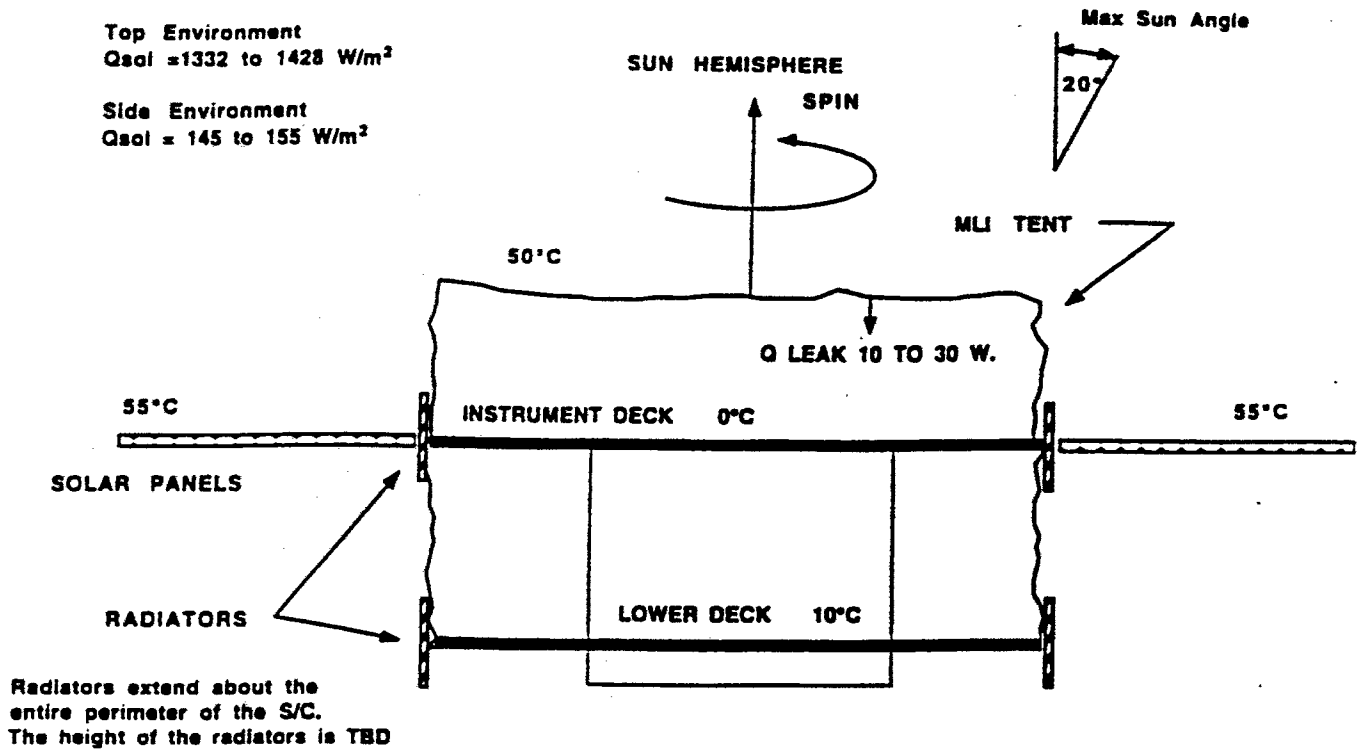 Top Environment
Qsol =1332 to 1428 W/m²
Side Environment
Qsol = 145 to 155 W/m²
SUN HEMISPHERE
SPIN
Max Sun Angle
20°
MLI TENT
50°C
Q LEAK 10 TO 30 W.
55°C
INSTRUMENT DECK 0°C
55°C
SOLAR PANELS
RADIATORS
LOWER DECK 10°C
Radiators extend about the
entire perimeter of the S/C.
The height of the radiators is TBD